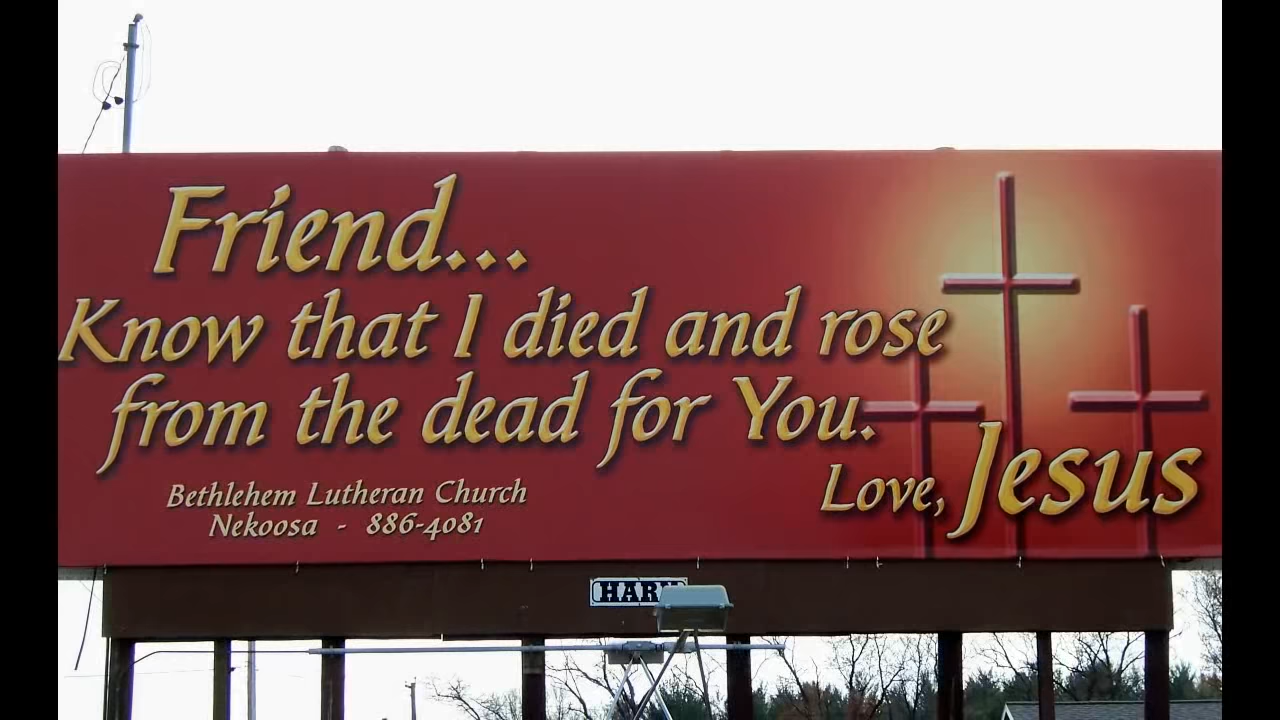 Friend...
Know that I died and rose
from the dead for You.
Love, Jesus
Bethlehem Lutheran Church
Nekoosa - 886-4081